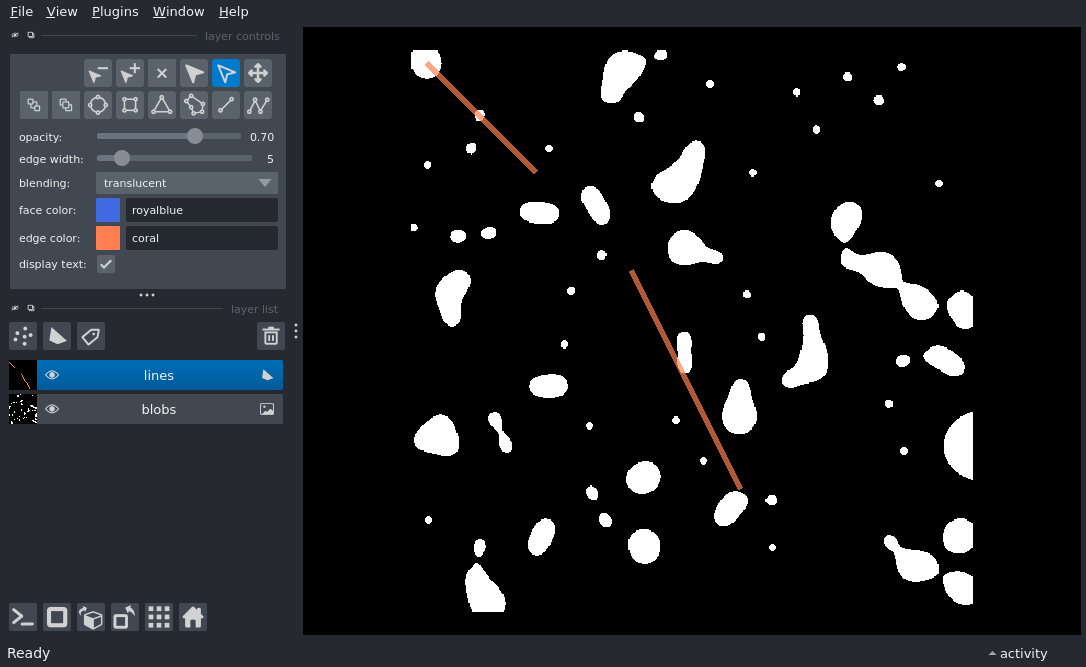 File View Plugins Window Help
layer controls
opacity: 0.70
edge width: 5
blending: translucent
face color: royalblue
edge color: coral
display text:
layer list
lines
blobs
Ready
activity